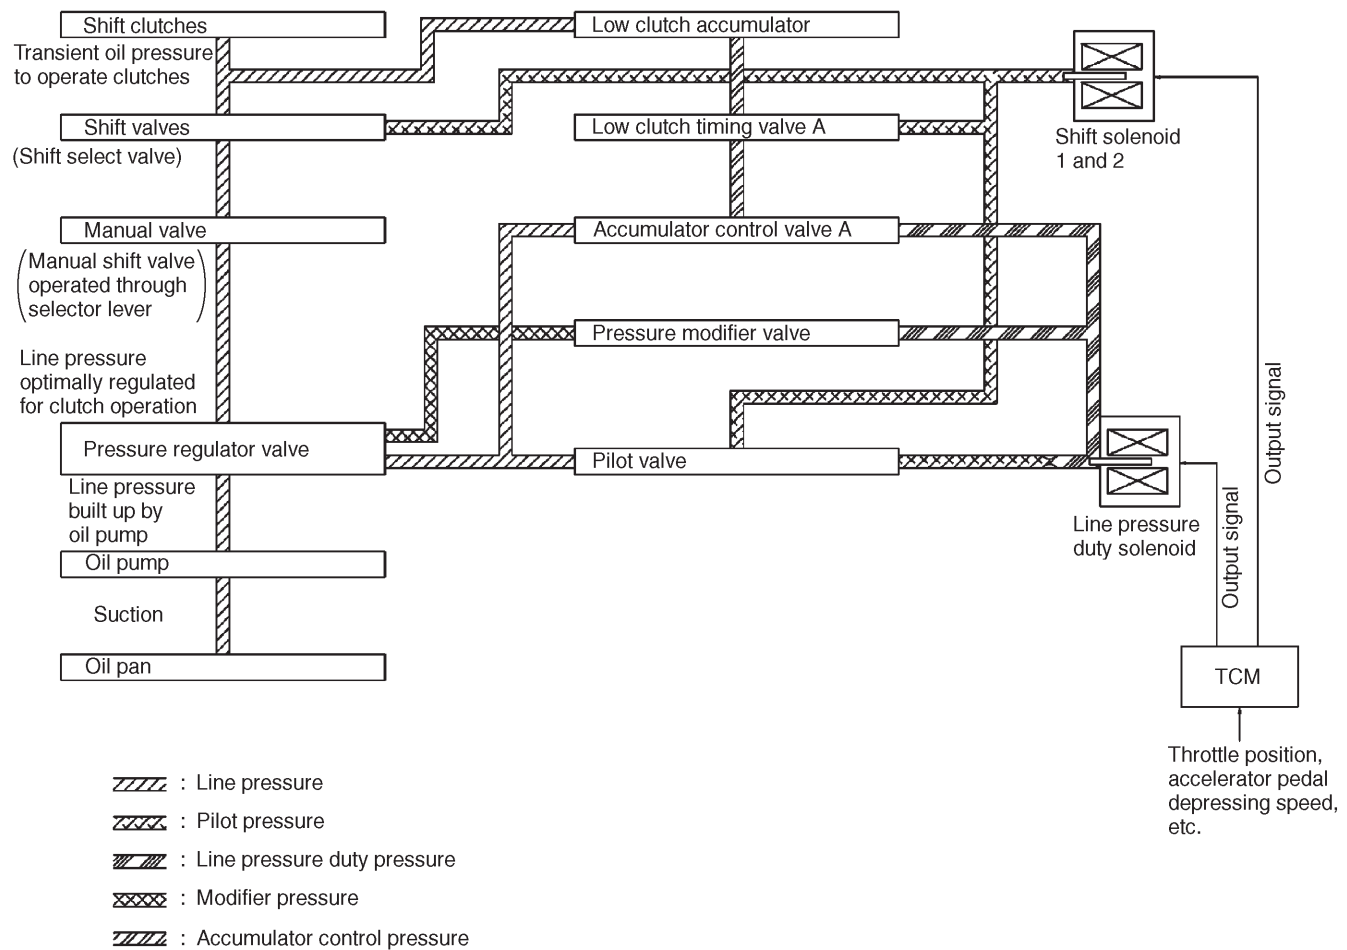 Shift clutches
Transient oil pressure
to operate clutches
Shift valves
(Shift select valve)
Manual valve
(Manual shift valve
operated through
selector lever)
Line pressure
optimally regulated
for clutch operation
Pressure regulator valve
Line pressure
built up by
oil pump
Oil pump
Suction
Oil pan
Low clutch accumulator
Low clutch timing valve A
Accumulator control valve A
Pressure modifier valve
Pilot valve
Shift solenoid
1 and 2
Line pressure
duty solenoid
Output signal
Output signal
TCM
Throttle position,
accelerator pedal
depressing speed,
etc.
: Line pressure
: Pilot pressure
: Line pressure duty pressure
: Modifier pressure
: Accumulator control pressure